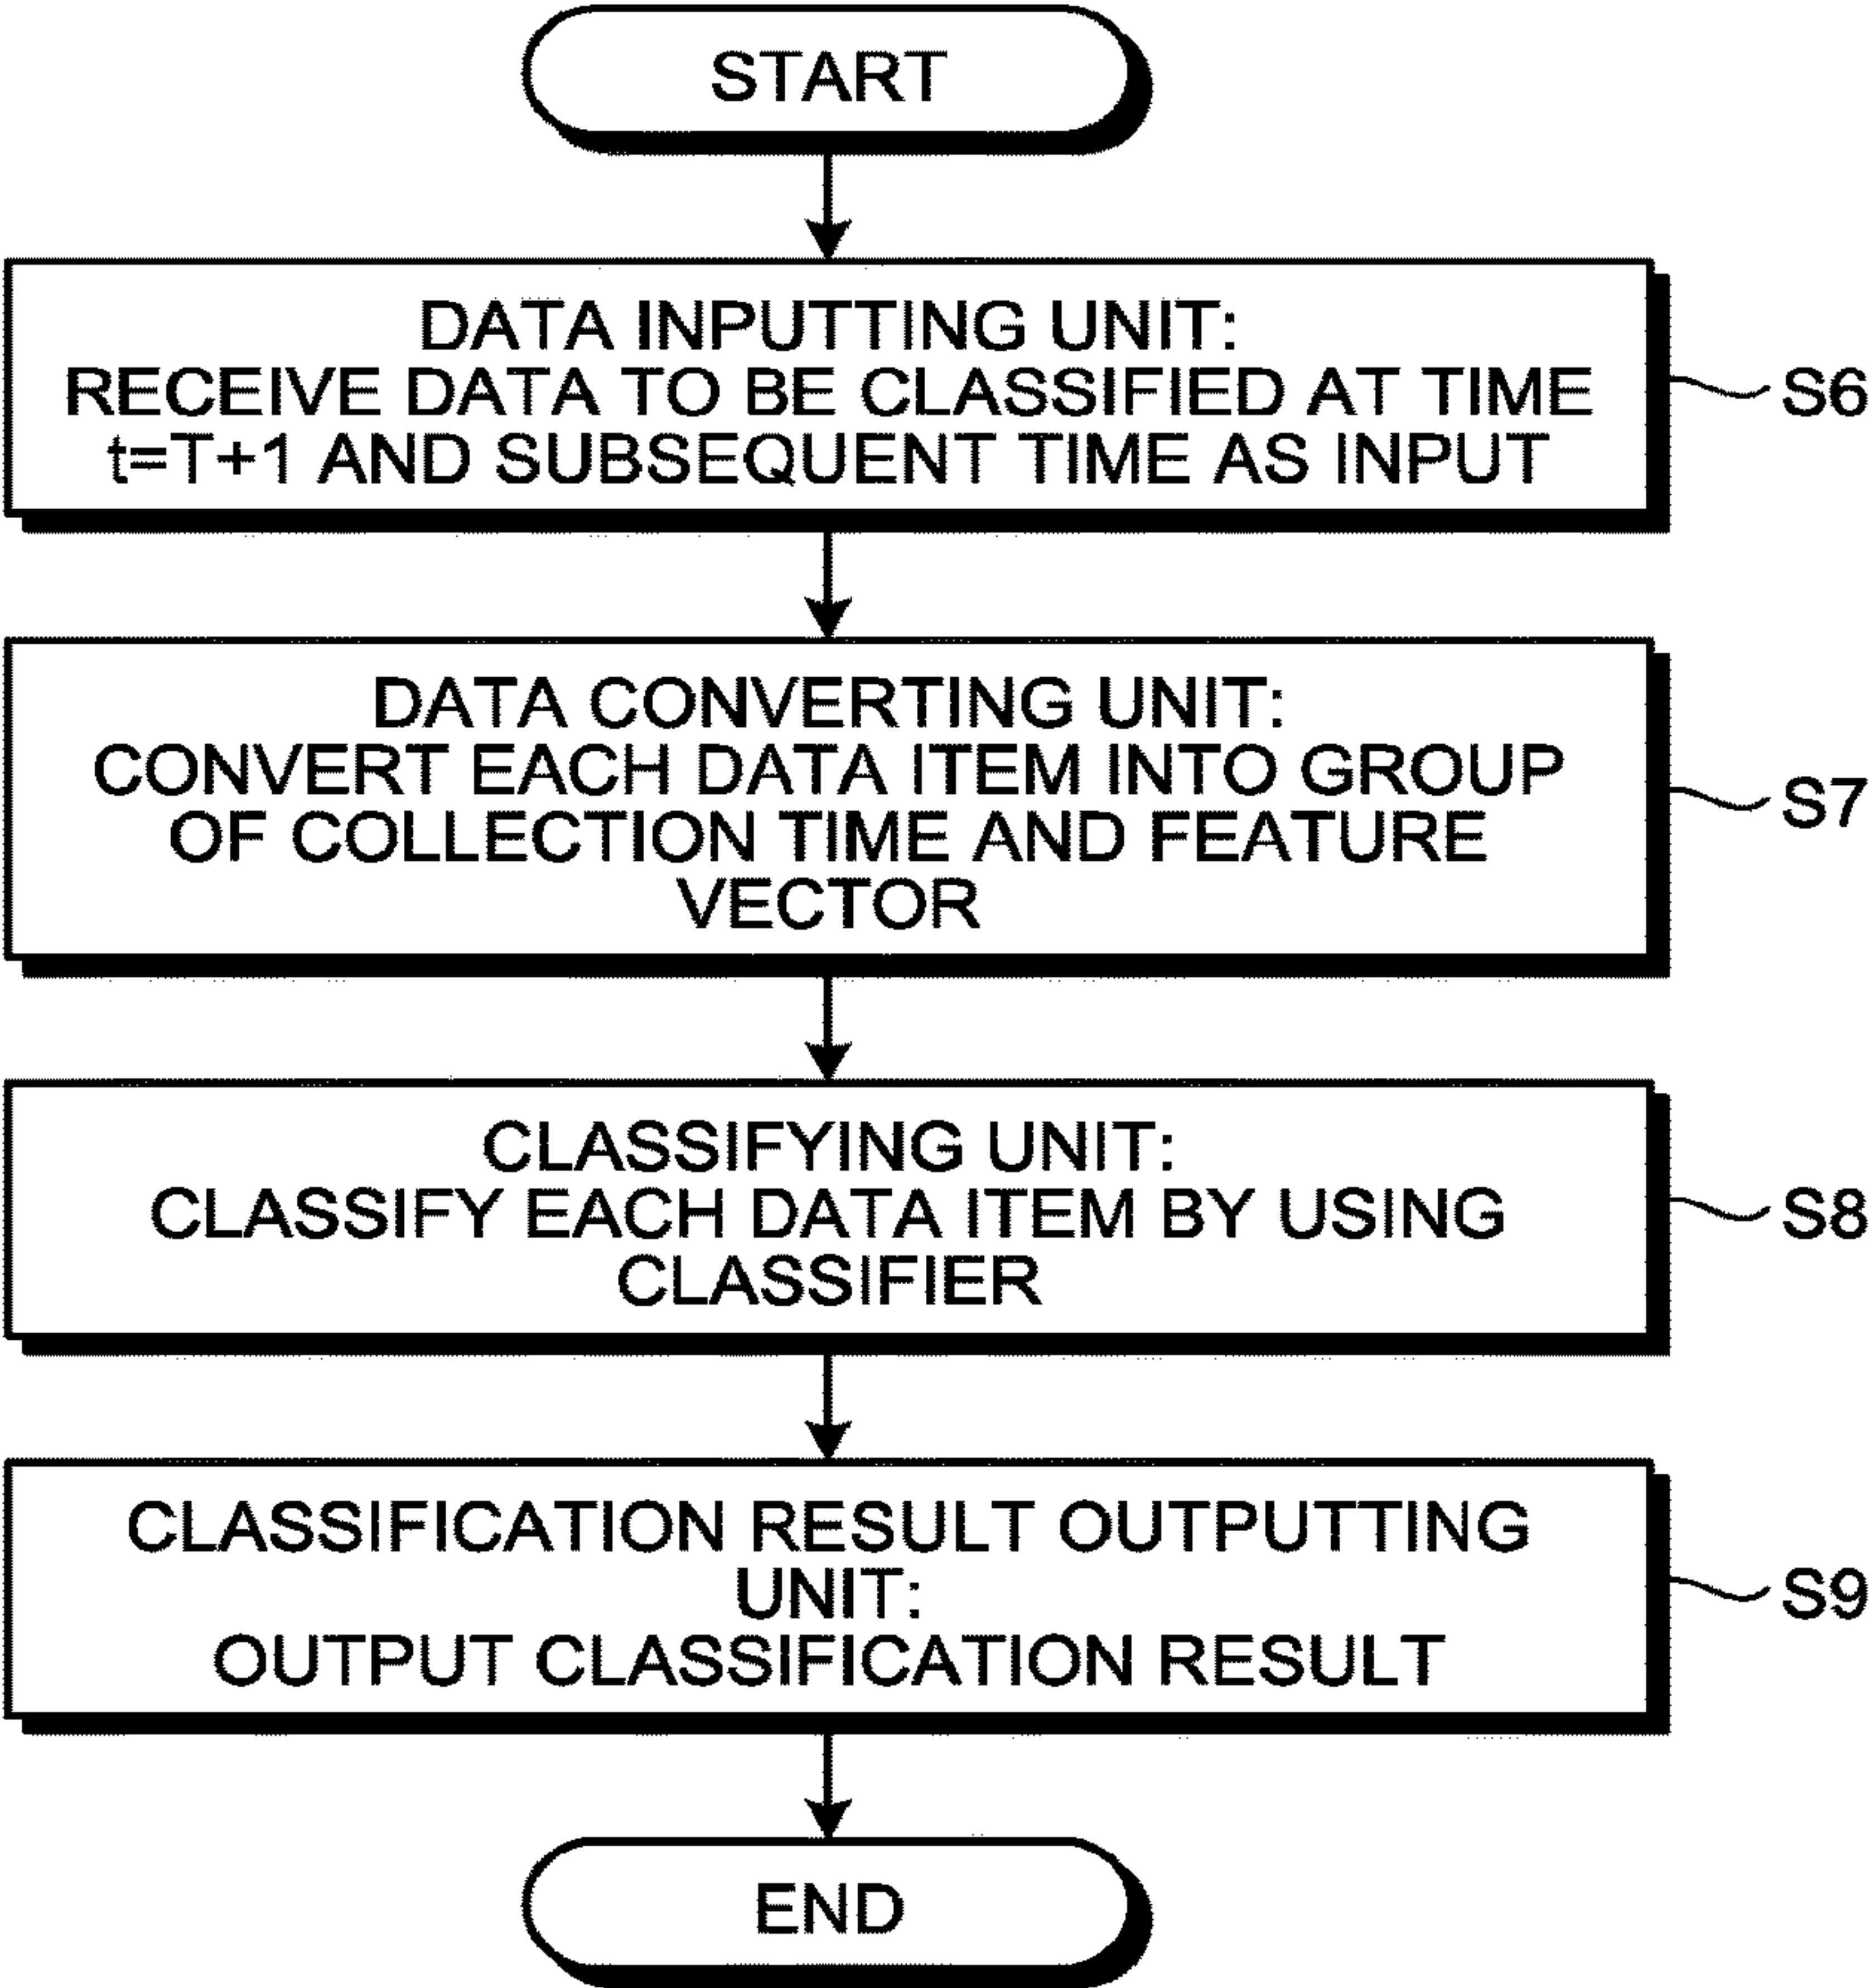 START
DATA INPUTTING UNIT:
RECEIVE DATA TO BE CLASSIFIED AT TIME
t=T+1 AND SUBSEQUENT TIME AS INPUT
S6
DATA CONVERTING UNIT:
CONVERT EACH DATA ITEM INTO GROUP
OF COLLECTION TIME AND FEATURE
VECTOR
S7
CLASSIFYING UNIT:
CLASSIFY EACH DATA ITEM BY USING
CLASSIFIER
S8
CLASSIFICATION RESULT OUTPUTTING
UNIT:
OUTPUT CLASSIFICATION RESULT
S9
END